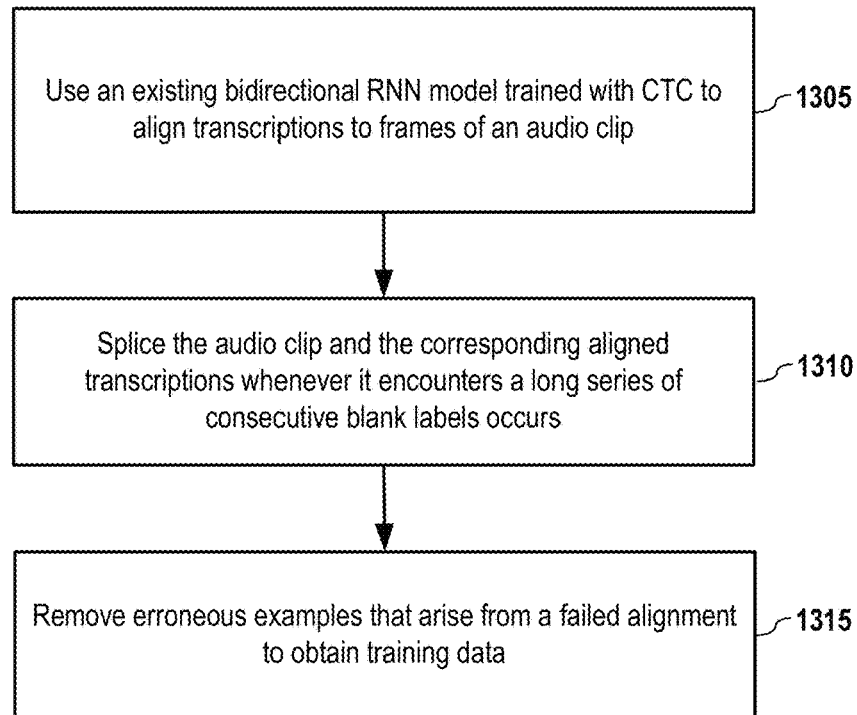 Use an existing bidirectional RNN model trained with CTC to
align transcriptions to frames of an audio clip
1305
Splice the audio clip and the corresponding aligned
transcriptions whenever it encounters a long series of
consecutive blank labels occurs
1310
Remove erroneous examples that arise from a failed alignment
to obtain training data
1315